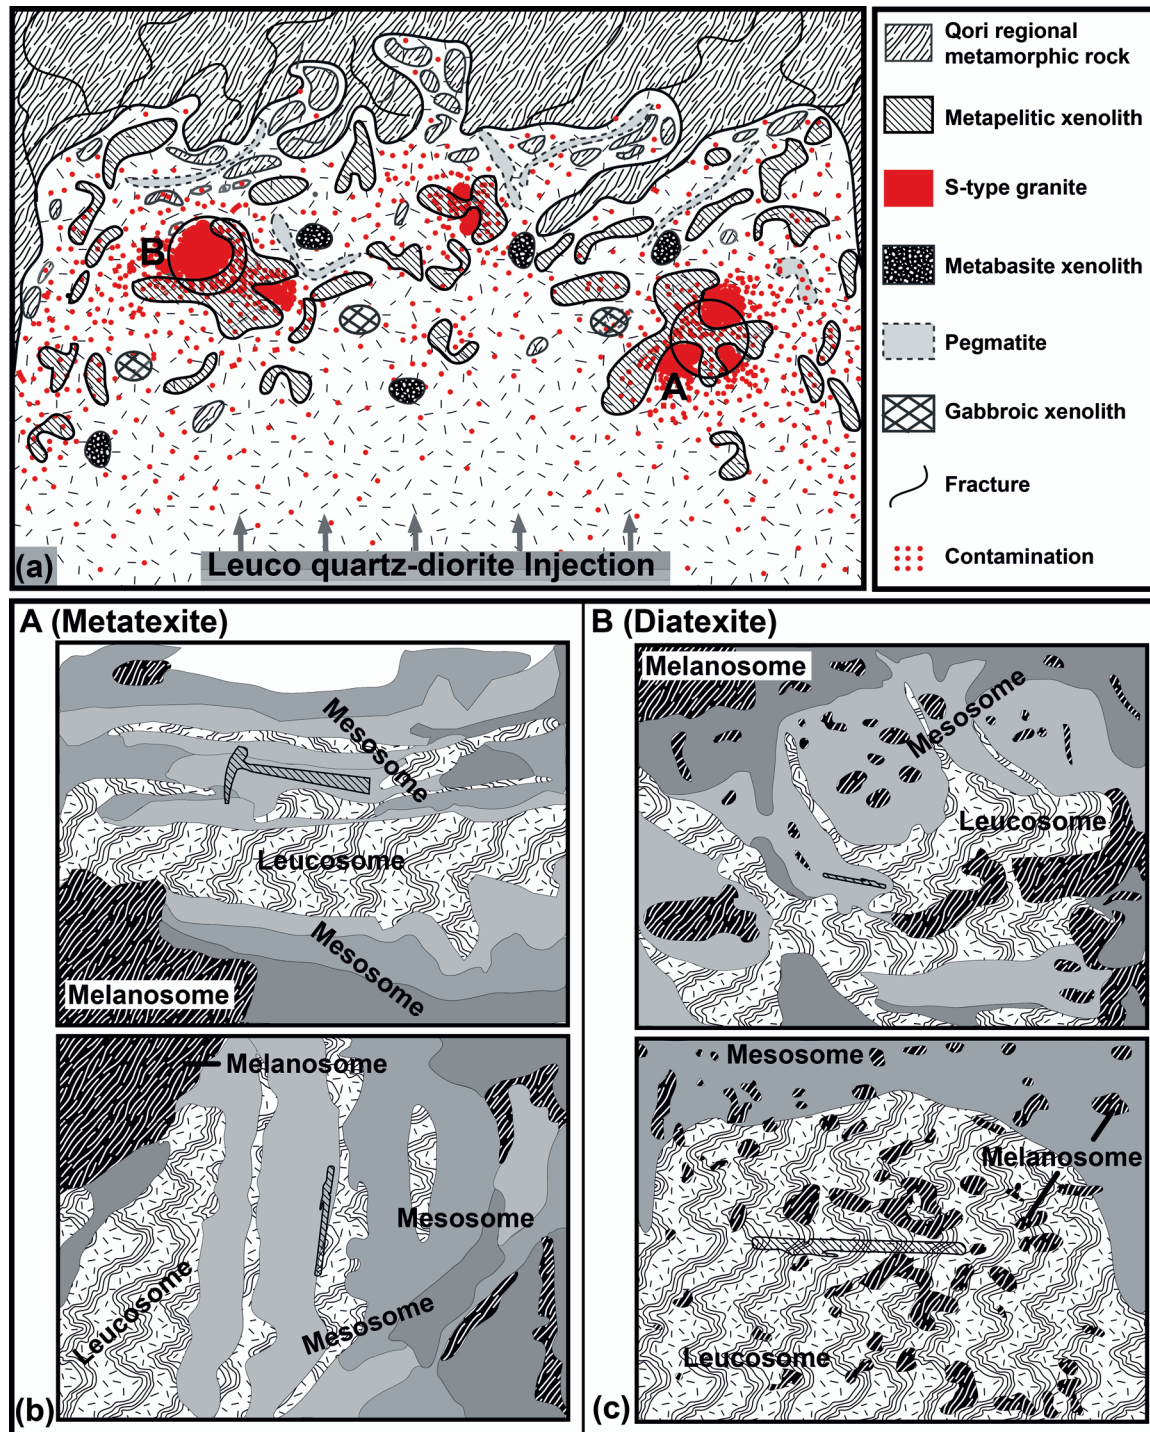 Qori regional
metamorphic rock
Metapelitic xenolith
S-type granite
Metabasite xenolith
Pegmatite
Gabbroic xenolith
Fracture
Contamination
B
A
(a)
Leuco quartz-diorite Injection
A (Metatexite)
Mesosome
Leucosome
Mesosome
Melanosome
Melanosome
Mesosome
Leucosome
Mesosome
(b)
B (Diatexite)
Melanosome
Mesosome
Leucosome
Mesosome
Melanosome
Leucosome
(c)